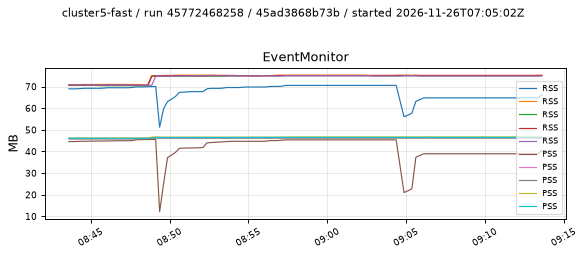 cluster5-fast / run 45772468258 / 45ad3868b73b / started 2026-11-26T07:05:02Z
EventMonitor
MB
70
60
50
40
30
20
10
RSS
RSS
RSS
RSS
RSS
PSS
PSS
PSS
PSS
PSS
08:45
08:50
08:55
09:00
09:05
09:10
09:15